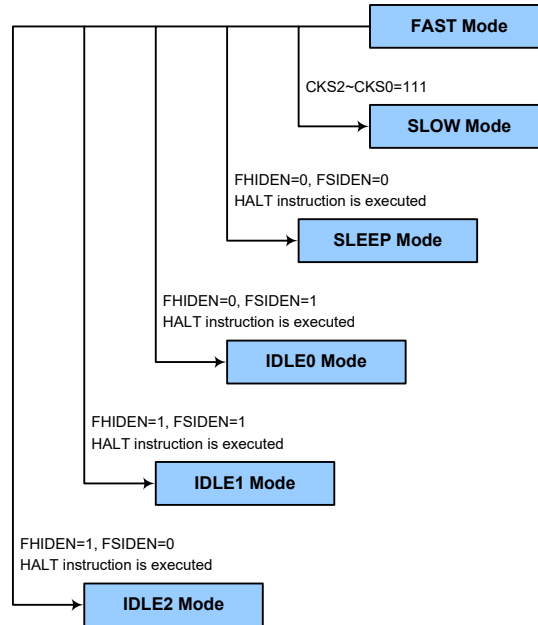 FAST Mode
CKS2~CKS0=111
SLOW Mode
FHIDEN=0, FSIDEN=0
HALT instruction is executed
SLEEP Mode
FHIDEN=0, FSIDEN=1
HALT instruction is executed
IDLE0 Mode
FHIDEN=1, FSIDEN=1
HALT instruction is executed
IDLE1 Mode
FHIDEN=1, FSIDEN=0
HALT instruction is executed
IDLE2 Mode